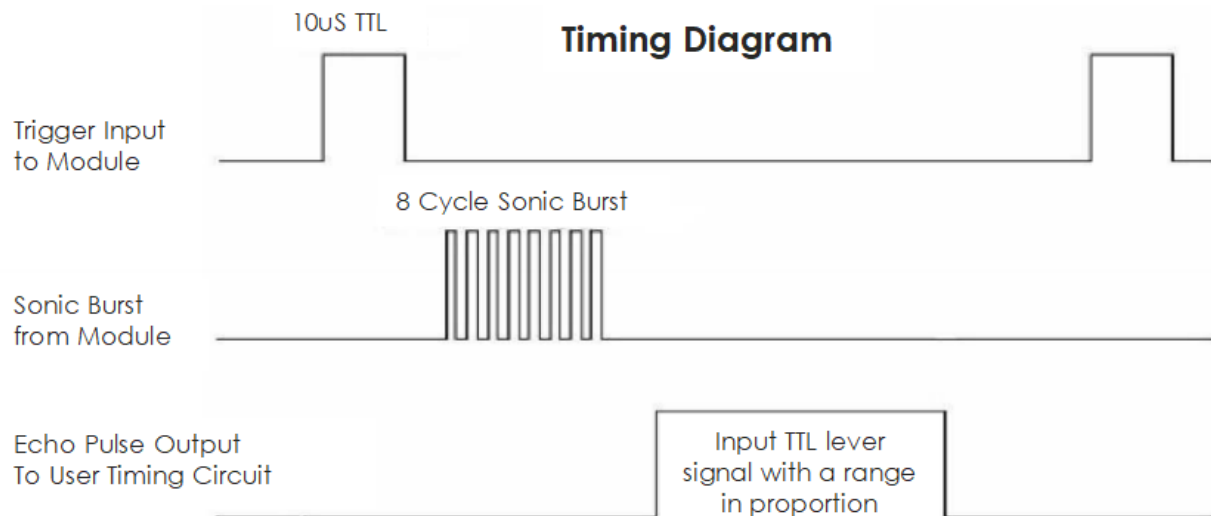 10uS TTL
Timing Diagram
Trigger Input
to Module
8 Cycle Sonic Burst
Sonic Burst
from Module
Echo Pulse Output
To User Timing Circuit
Input TTL lever
signal with a range
in proportion